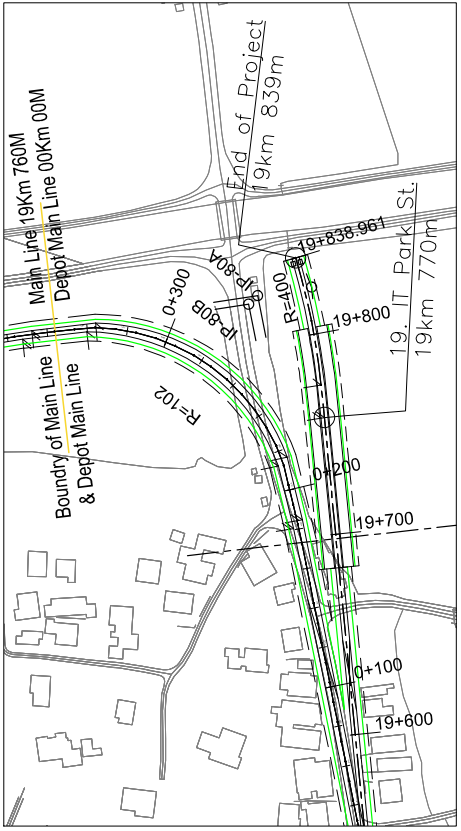 End of Project
19km 839m
Main Line 19Km 760M
Depot Main Line 00Km 00M
Boundry of Main Line
& Depot Main Line
IP-80A
IP-80B
19+838.961
0+300
R=400
R=102
19+800
19. IT Park St.
19km 770m
0+200
19+700
0+100
19+600